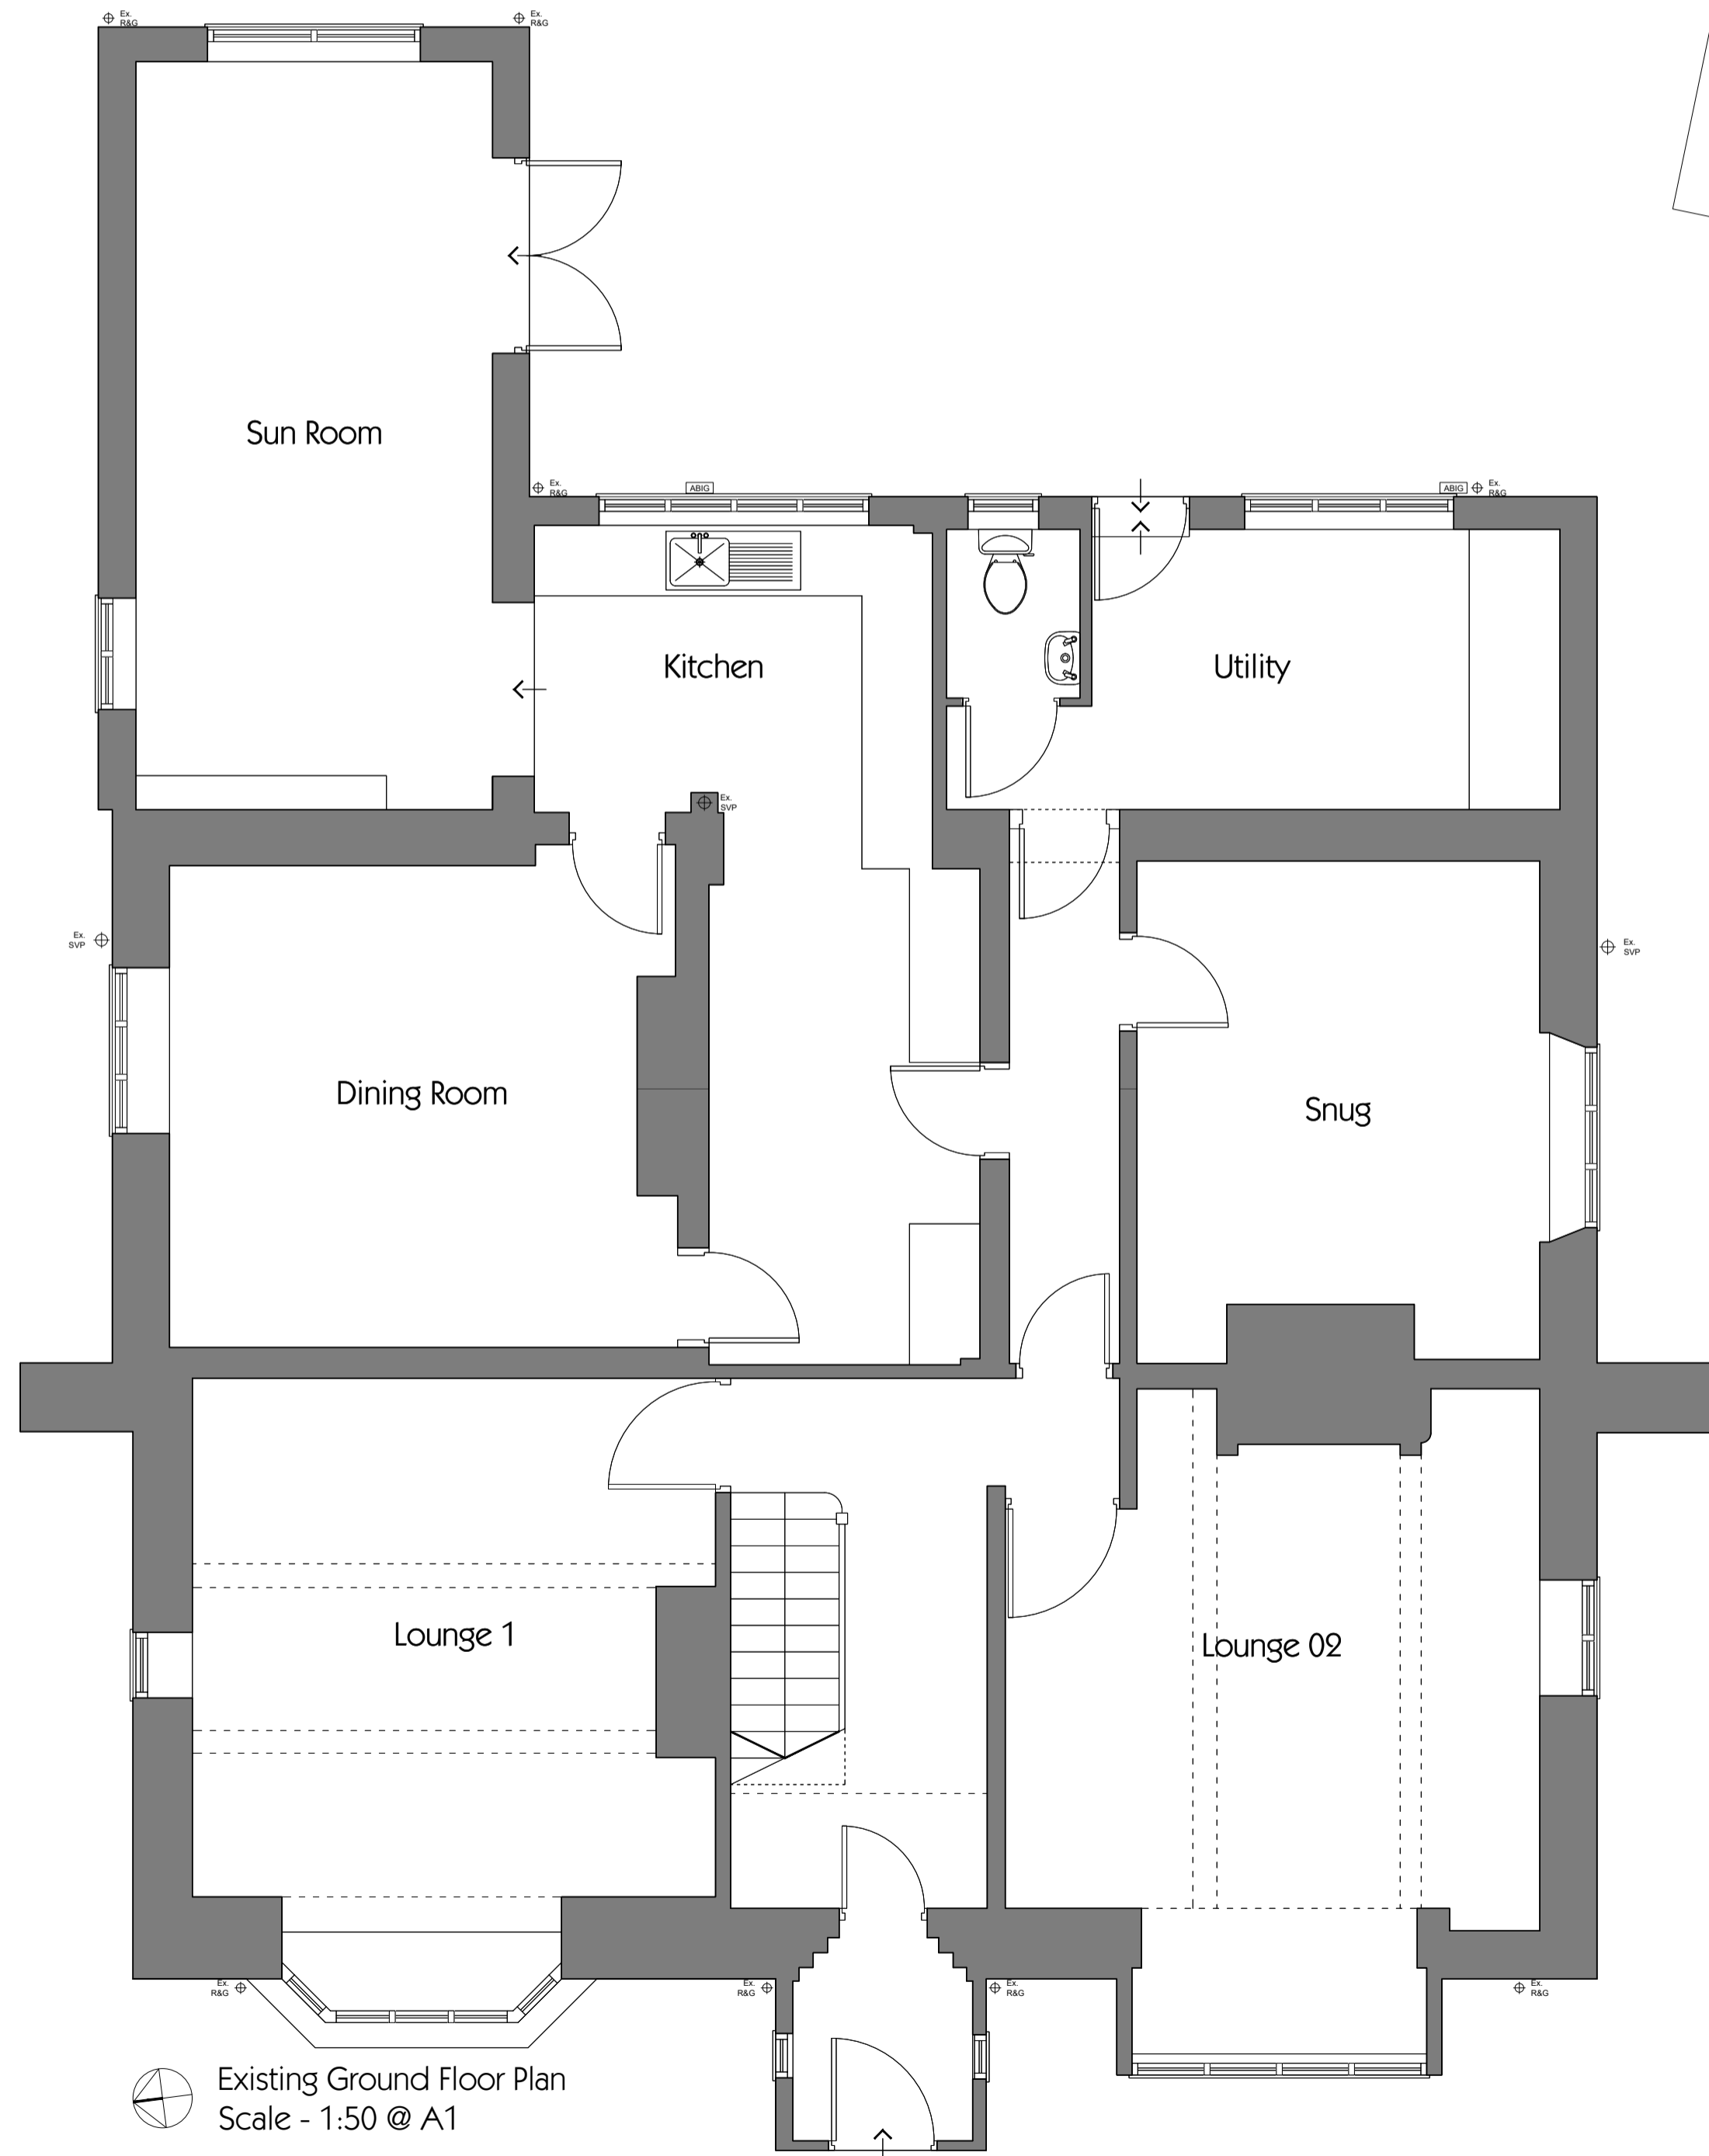 Ex.
R&G
Ex.
R&G
Sun Room
Ex.
R&G
ABIG
ABIG
Ex.
R&G
Kitchen
Utility
Ex.
SVP
Ex.
SVP
Ex.
SVP
Dining Room
Snug
Lounge 1
Lounge 02
Ex.
R&G
Ex.
R&G
Ex.
R&G
Ex.
R&G
Existing Ground Floor Plan
Scale - 1:50 @ A1